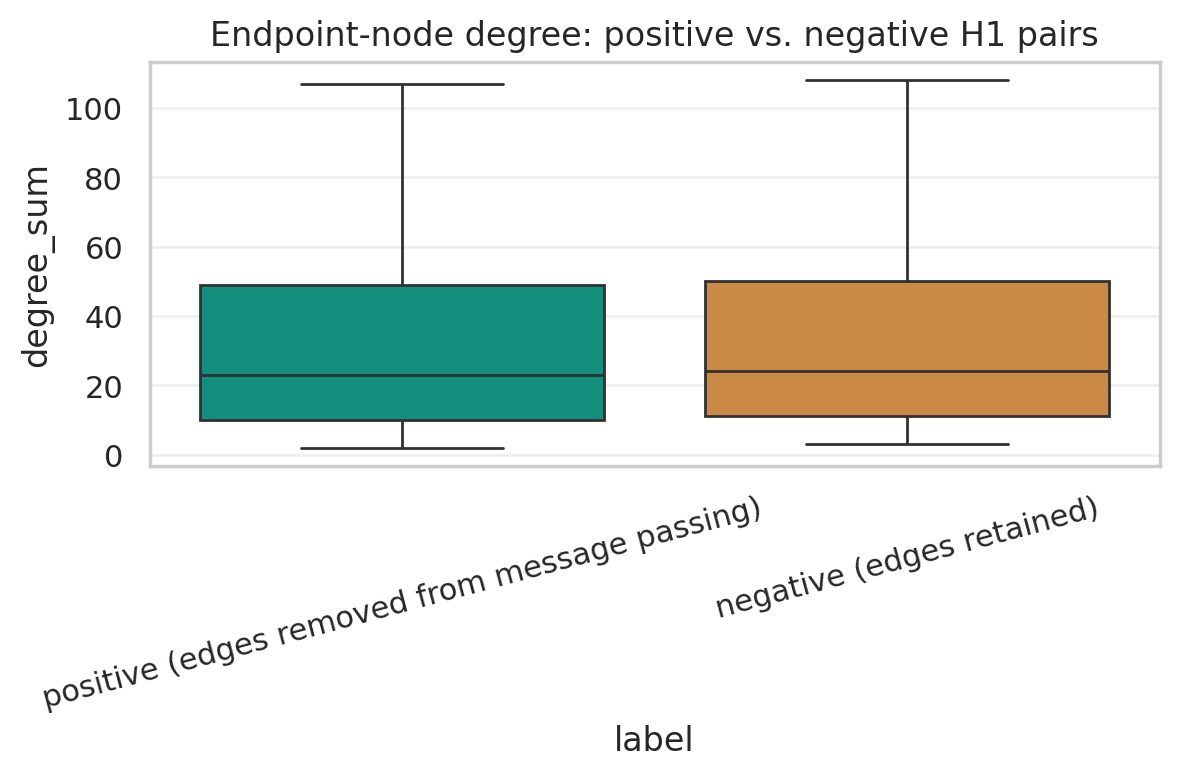 Endpoint-node degree: positive vs. negative H1 pairs
degree_sum
100
80
60
40
20
0
positive (edges removed from message passing)
negative (edges retained)
label